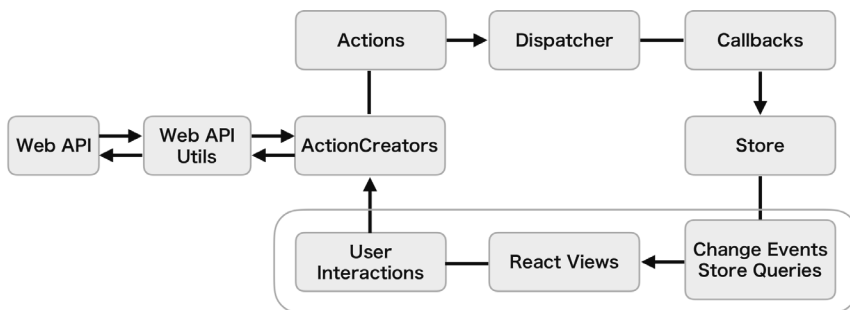 Actions
Dispatcher
Callbacks
Web API
Web API
Utils
ActionCreators
Store
User
Interactions
React Views
Change Events
Store Queries